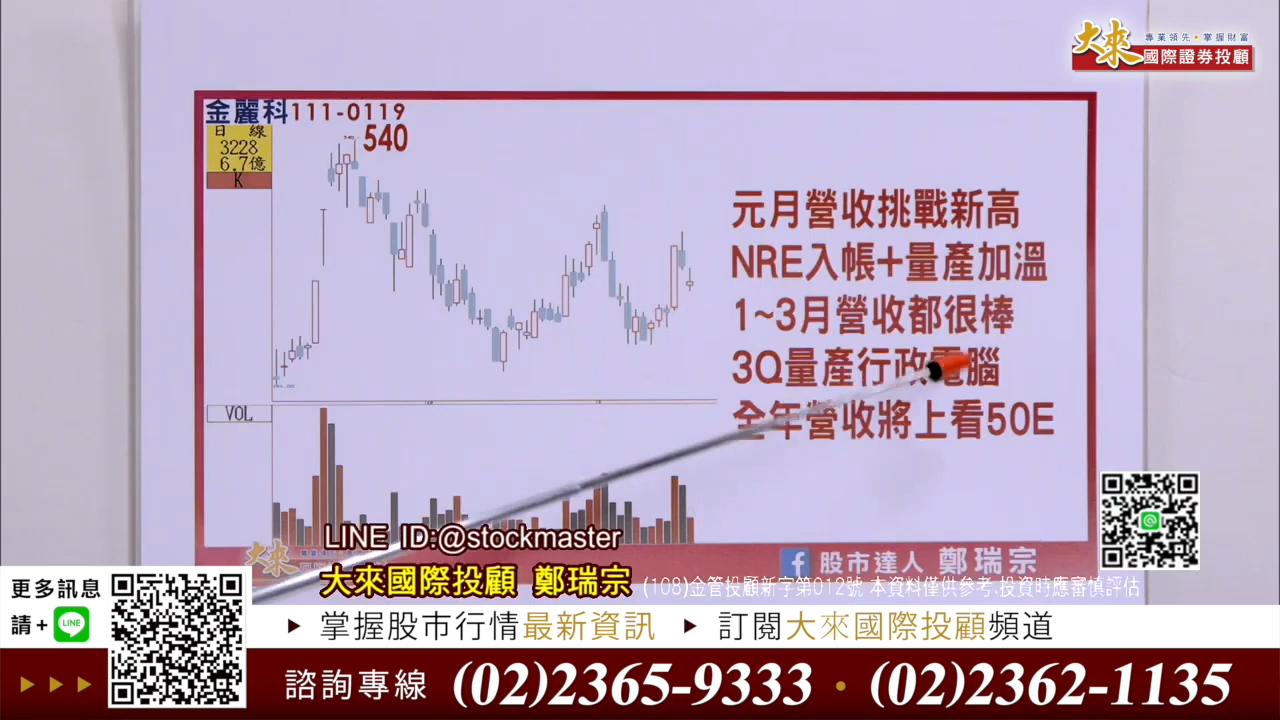 大來
專業領先•掌握財富
國際證券投顧
金麗科111-0119
日 線
3228
6.7億
K
540
元月營收挑戰新高
NRE入帳+量產加溫
1~3月營收都很棒
3Q量產行政電腦
全年營收將上看50E
VOL
LINE ID:@stockmaster
大來
f 股市達人 鄭瑞宗
大來國際投顧 鄭瑞宗
(108)金管投顧新字第012號 本資料僅供參考.投資時應審慎評估
更多訊息
請+ LINE
掌握股市行情最新資訊 訂閱大來國際投顧頻道
諮詢專線 (02)2365-9333 • (02)2362-1135